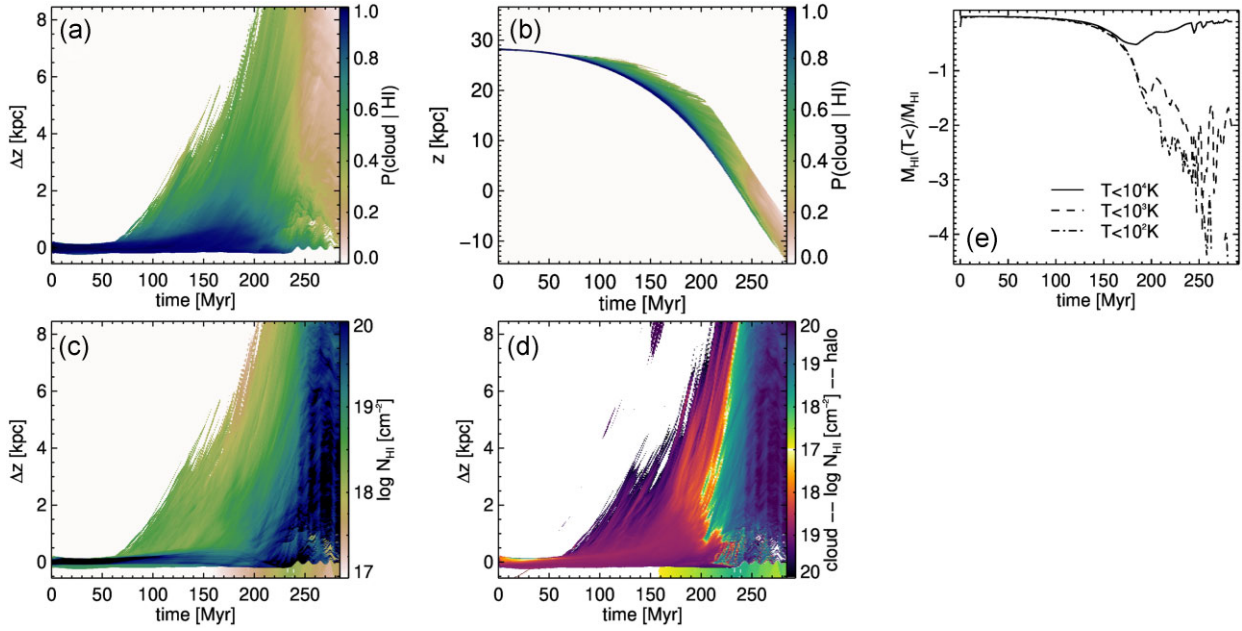 (a)
8
6
4
2
0
Δz [kpc]
0 50 100 150 200 250
time [Myr]
1.0
0.8
0.6
0.4
0.2
0.0
P(cloud | HI)
(b)
30
20
10
0
−10
z [kpc]
0 50 100 150 200 250
time [Myr]
1.0
0.8
0.6
0.4
0.2
0.0
P(cloud | HI)
−1
−2
−3
−4
M_HI(T<)/M_HI
T<10⁴K
T<10³K
T<10²K
(e)
0 50 100 150 200 250
time [Myr]
(c)
8
6
4
2
0
Δz [kpc]
0 50 100 150 200 250
time [Myr]
20
19
18
17
log N_HI [cm⁻²]
(d)
8
6
4
2
0
Δz [kpc]
0 50 100 150 200 250
time [Myr]
20
19
18
17
18
19
20
cloud –– log N_HI [cm⁻²] –– halo